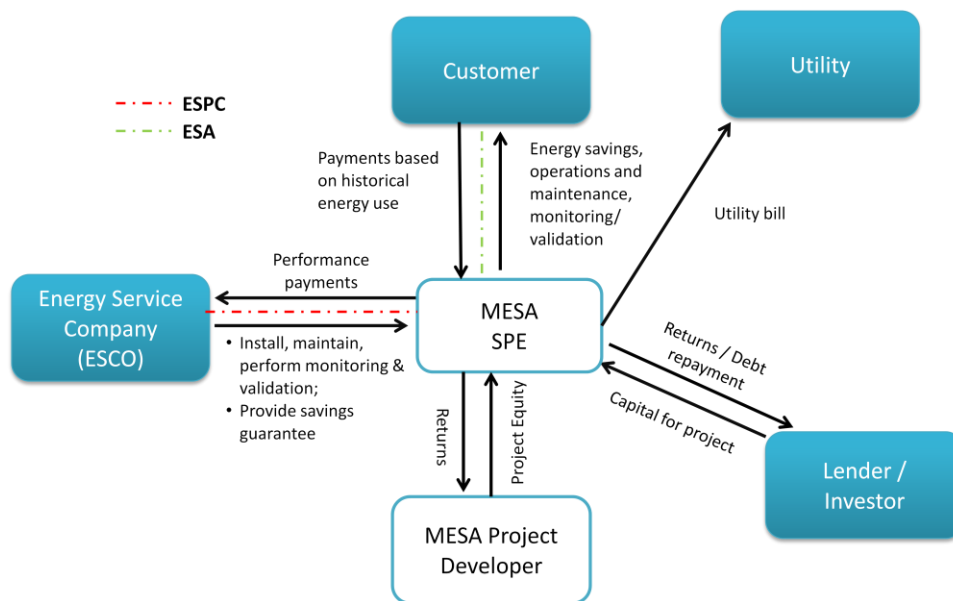 Customer
Utility
ESPC
ESA
Payments based
on historical
energy use
Energy savings,
operations and
maintenance,
monitoring/
validation
Utility bill
Performance
payments
Energy Service
Company
(ESCO)
MESA
SPE
• Install, maintain,
perform monitoring &
validation;
• Provide savings
guarantee
Returns / Debt
repayment
Capital for project
Returns
Project Equity
Lender /
Investor
MESA Project
Developer